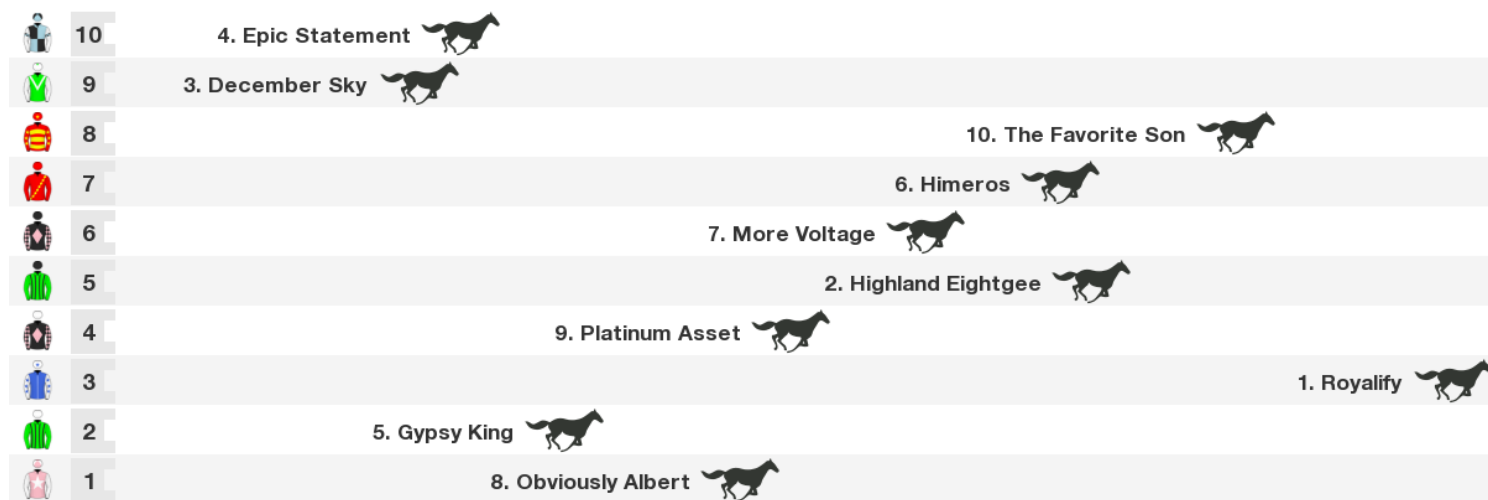 10 4. Epic Statement
9 3. December Sky
8 10. The Favorite Son
7 6. Himeros
6 7. More Voltage
5 2. Highland Eightgee
4 9. Platinum Asset
3 1. Royalify
2 5. Gypsy King
1 8. Obviously Albert